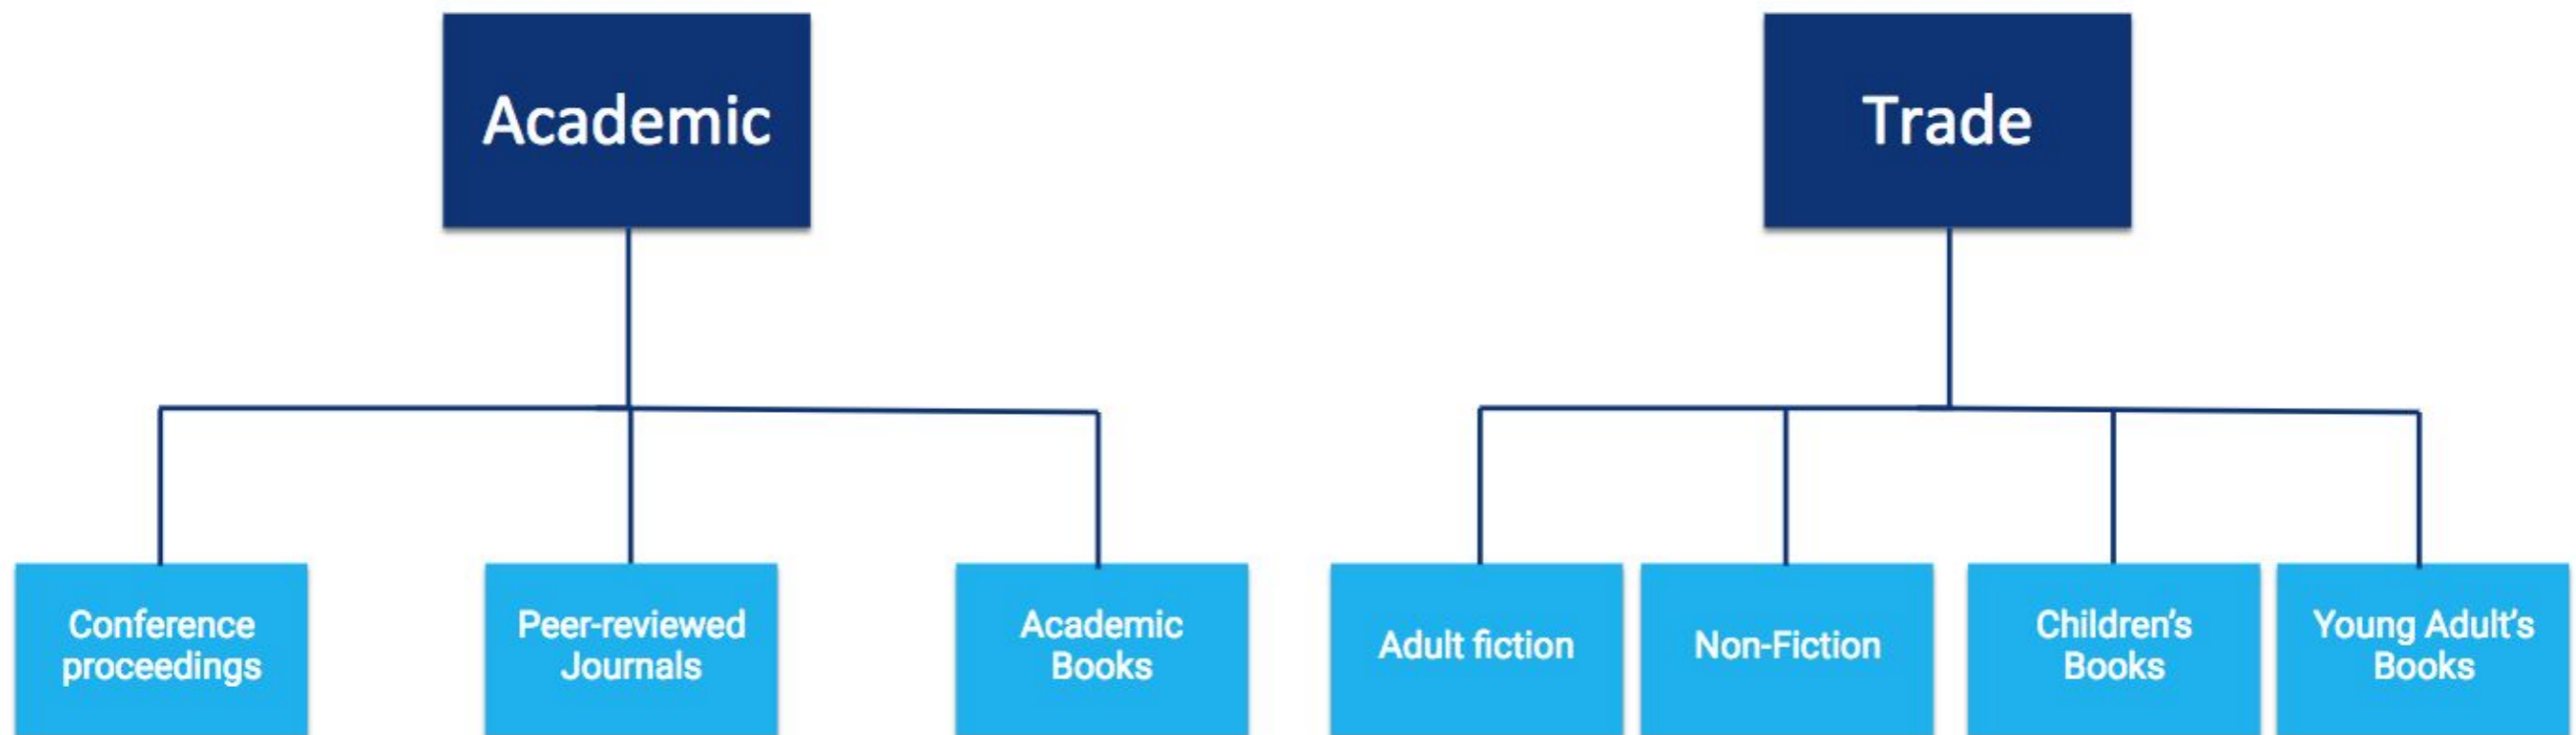 Academic
Trade
Conference
proceedings
Peer-reviewed
Journals
Academic
Books
Adult fiction
Non-Fiction
Children’s
Books
Young Adult’s
Books